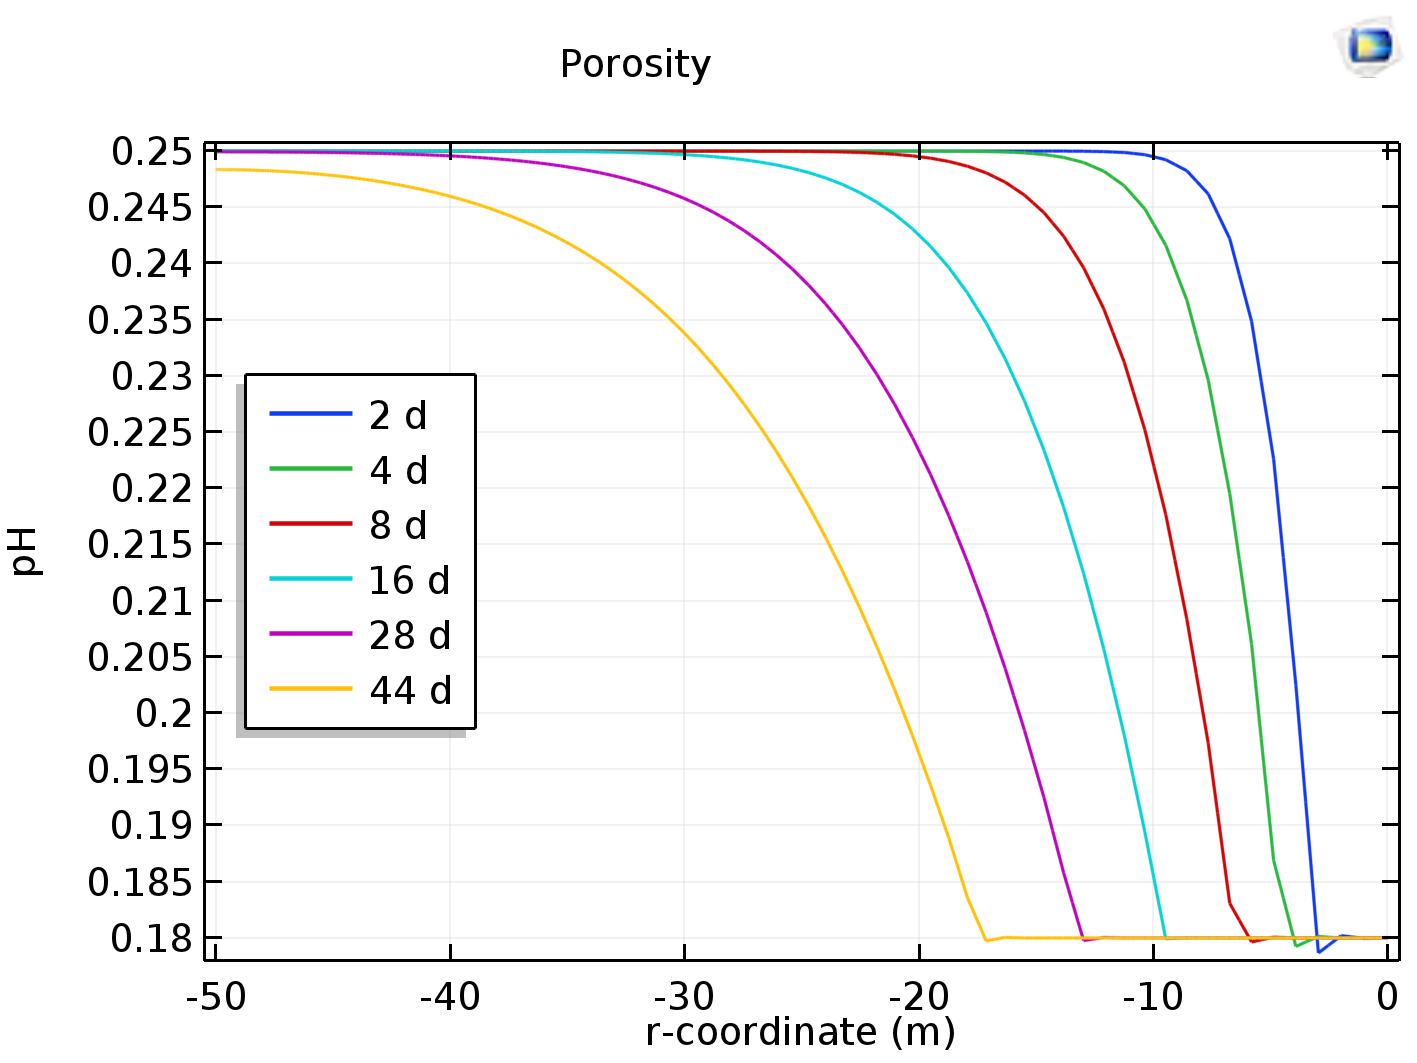 Porosity
0.25
0.245
0.24
0.235
0.23
0.225
0.22
0.215
0.21
0.205
0.2
0.195
0.19
0.185
0.18
pH
2 d
4 d
8 d
16 d
28 d
44 d
-50 -40 -30 -20 -10 0
r-coordinate (m)